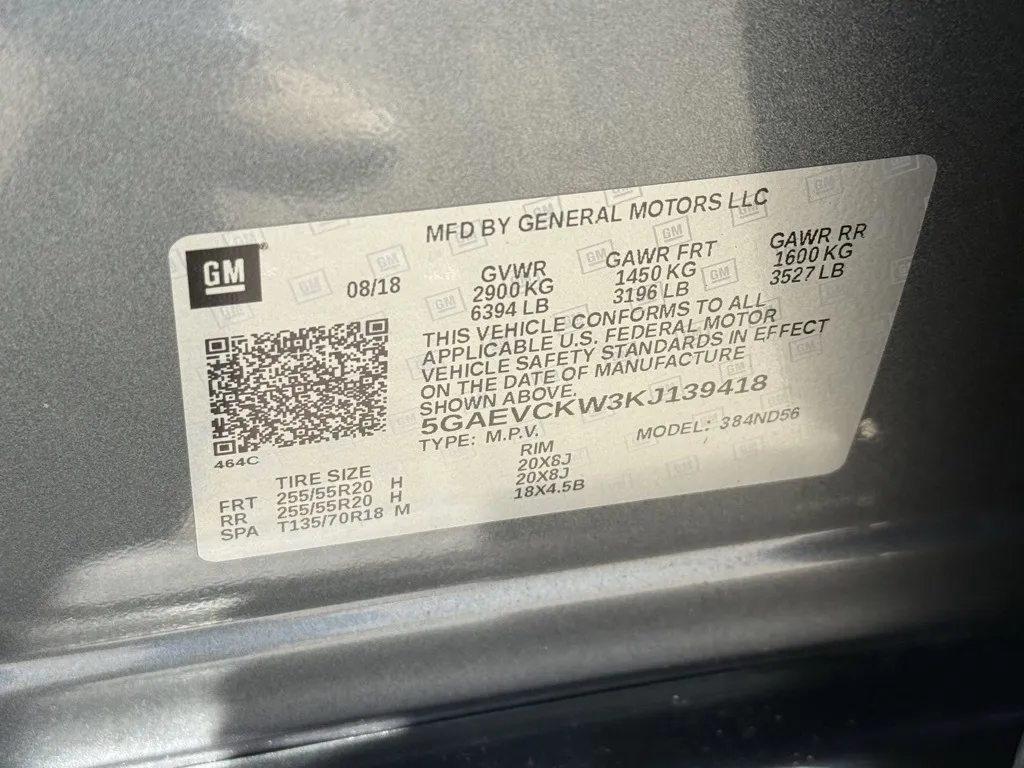 MFD BY GENERAL MOTORS LLC
GM
08/18
GVWR
2900 KG
6394 LB
GAWR FRT
1450 KG
3196 LB
GAWR RR
1600 KG
3527 LB
THIS VEHICLE CONFORMS TO ALL
APPLICABLE U.S. FEDERAL MOTOR
VEHICLE SAFETY STANDARDS IN EFFECT
ON THE DATE OF MANUFACTURE
SHOWN ABOVE.
5GAEVCKW3KJ139418
TYPE: M.P.V. MODEL: 384ND56
464C
TIRE SIZE RIM
FRT 255/55R20 H 20X8J
RR 255/55R20 H 20X8J
SPA T135/70R18 M 18X4.5B